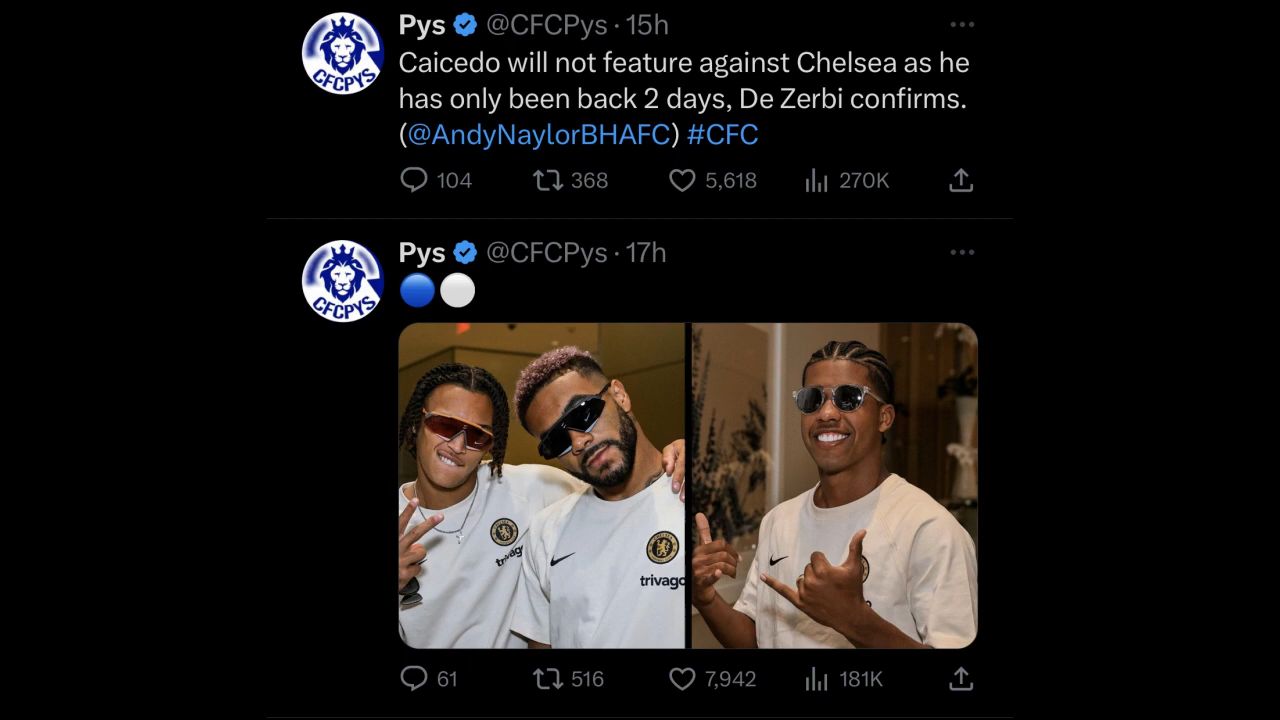 Pys @CFCPys · 15h
Caicedo will not feature against Chelsea as he
has only been back 2 days, De Zerbi confirms.
(@AndyNaylorBHAFC) #CFC
104 368 5,618 270K
CFCPYS
Pys @CFCPys · 17h
CFCPYS
trivago
trivago
61 516 7,942 181K